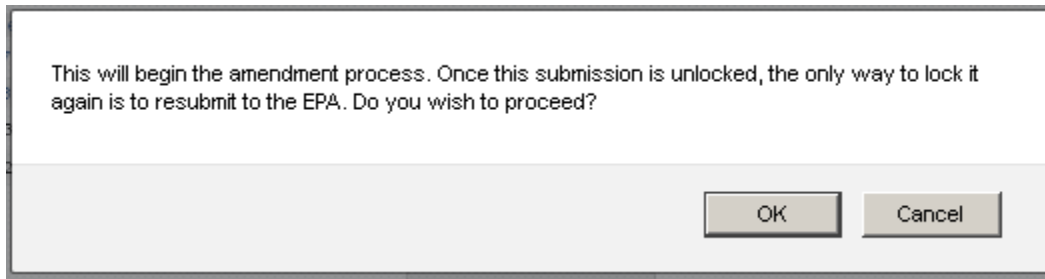 This will begin the amendment process. Once this submission is unlocked, the only way to lock it
again is to resubmit to the EPA. Do you wish to proceed?
OK
Cancel